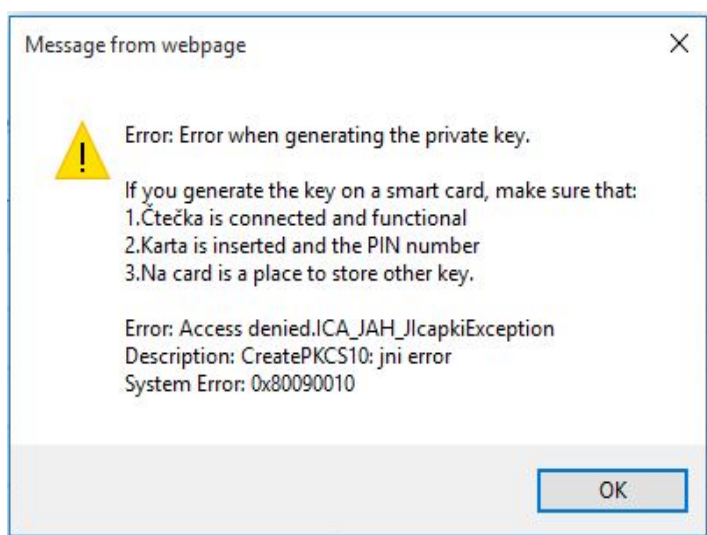 Message from webpage
Error: Error when generating the private key.
If you generate the key on a smart card, make sure that:
1.Čtečka is connected and functional
2.Karta is inserted and the PIN number
3.Na card is a place to store other key.
Error: Access denied.ICA_JAH_JIcapkiException
Description: CreatePKCS10: jni error
System Error: 0x80090010
OK